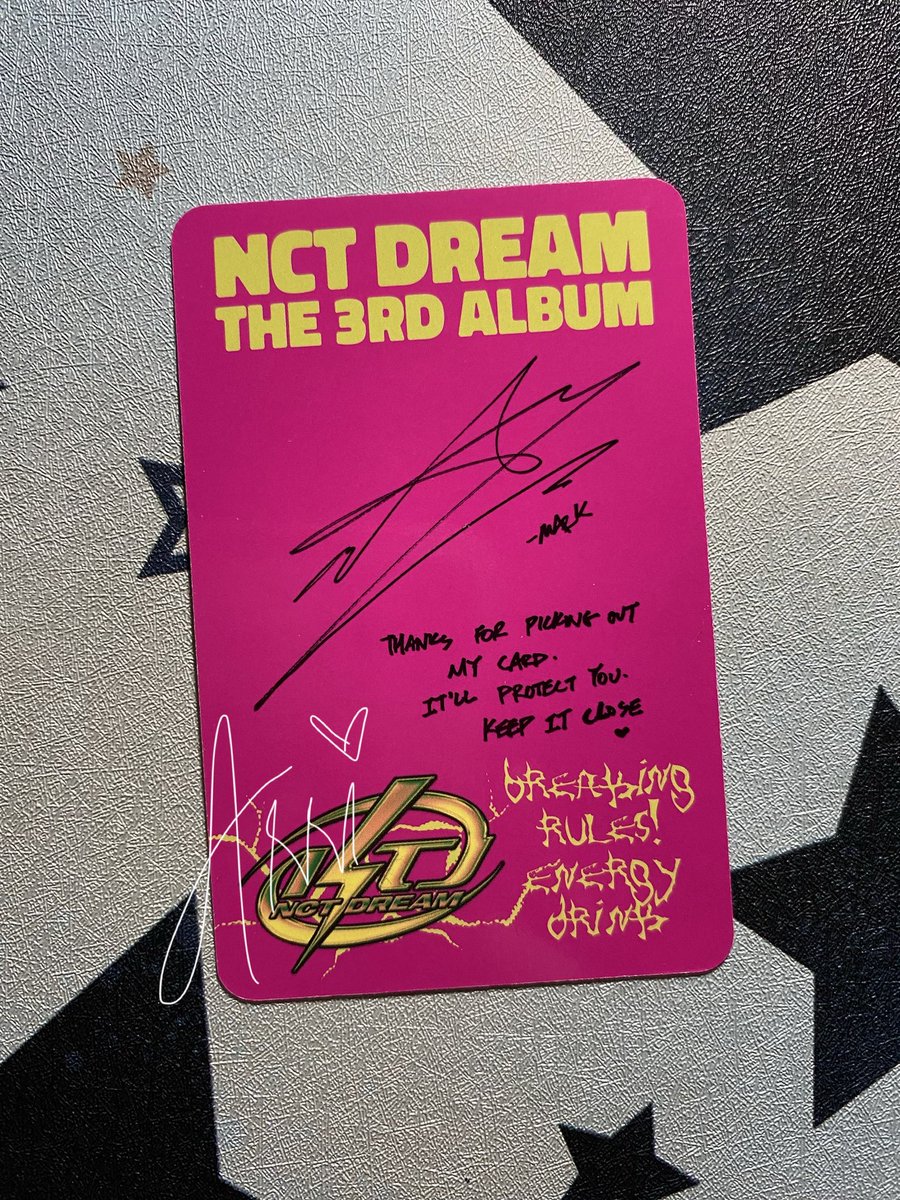 NCT DREAM
THE 3RD ALBUM
-MARK
THANKS FOR PICKING OUT
MY CARD.
IT'LL PROTECT YOU.
KEEP IT CLOSE
breaking
RULES!
ENERGY
drink
NCT DREAM